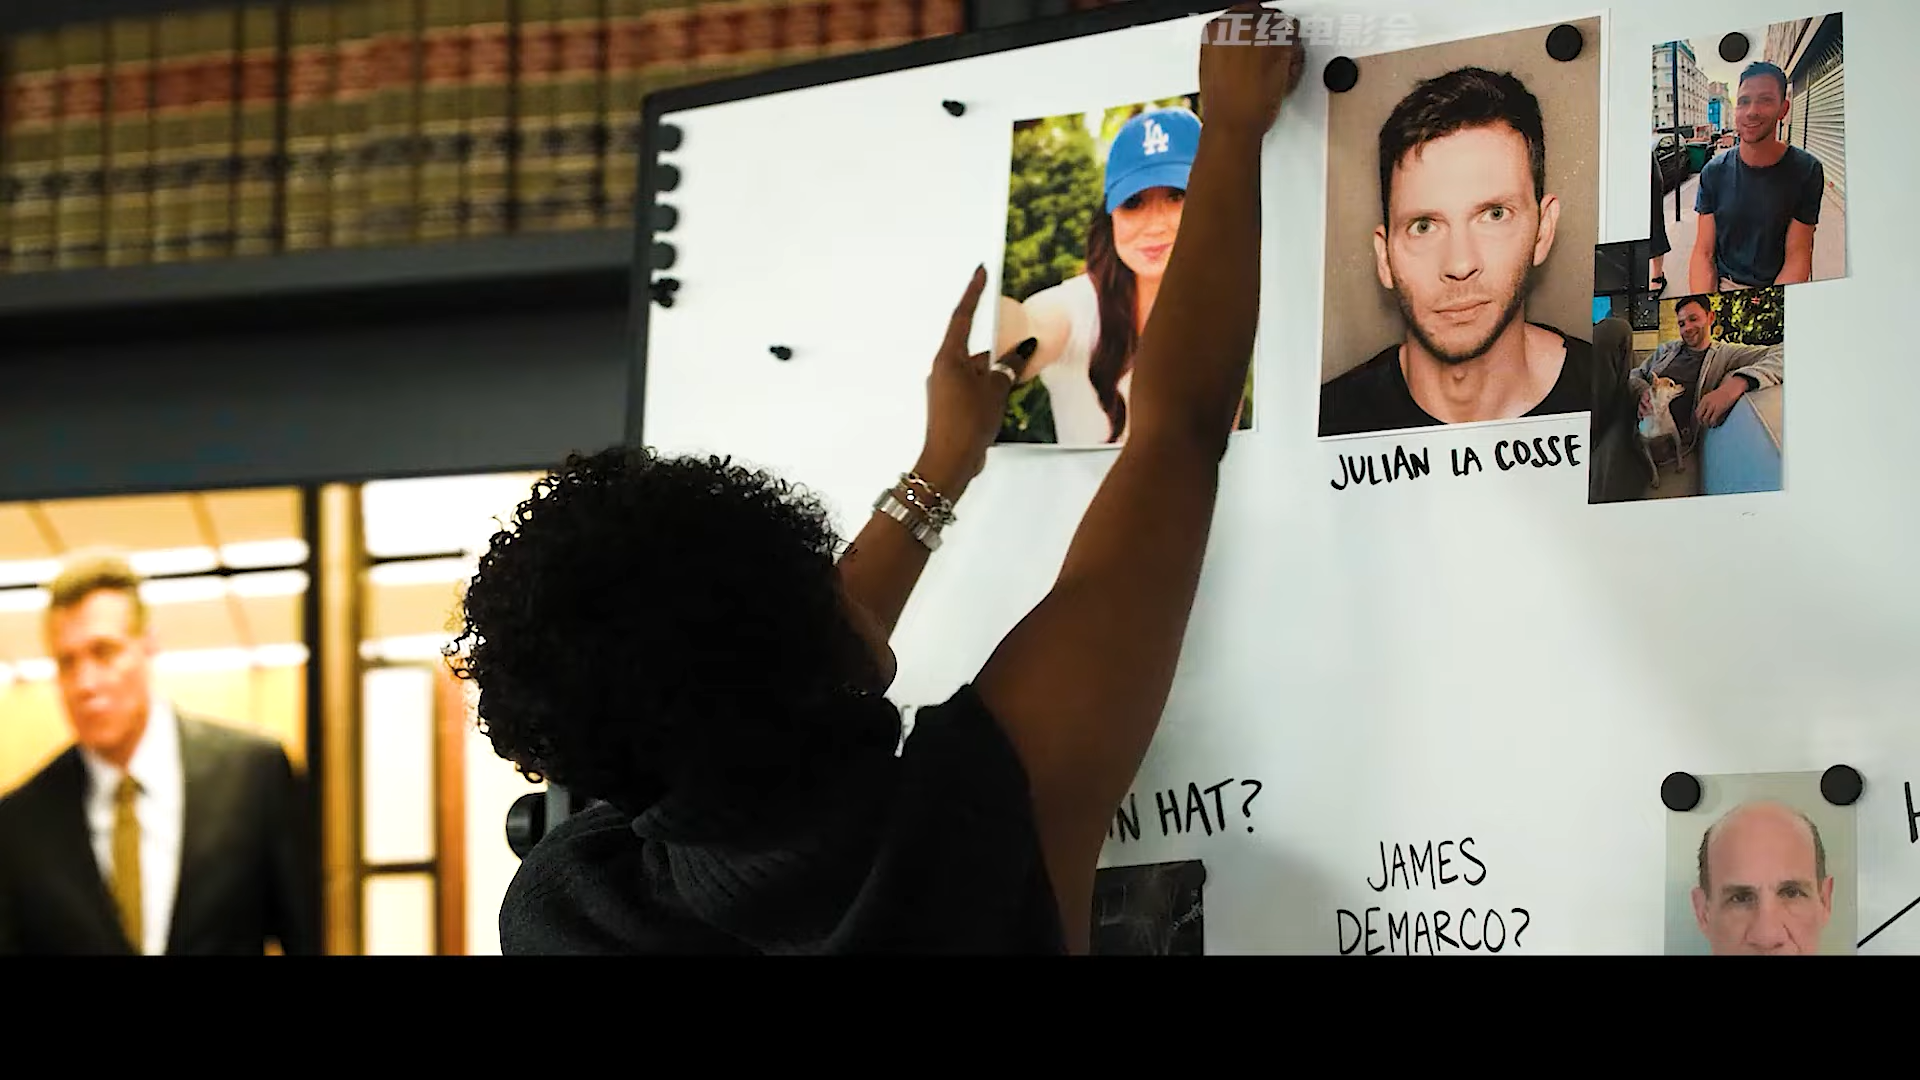 正经电影会
LA
JULIAN LA COSSE
HAT?
JAMES
DEMARCO?